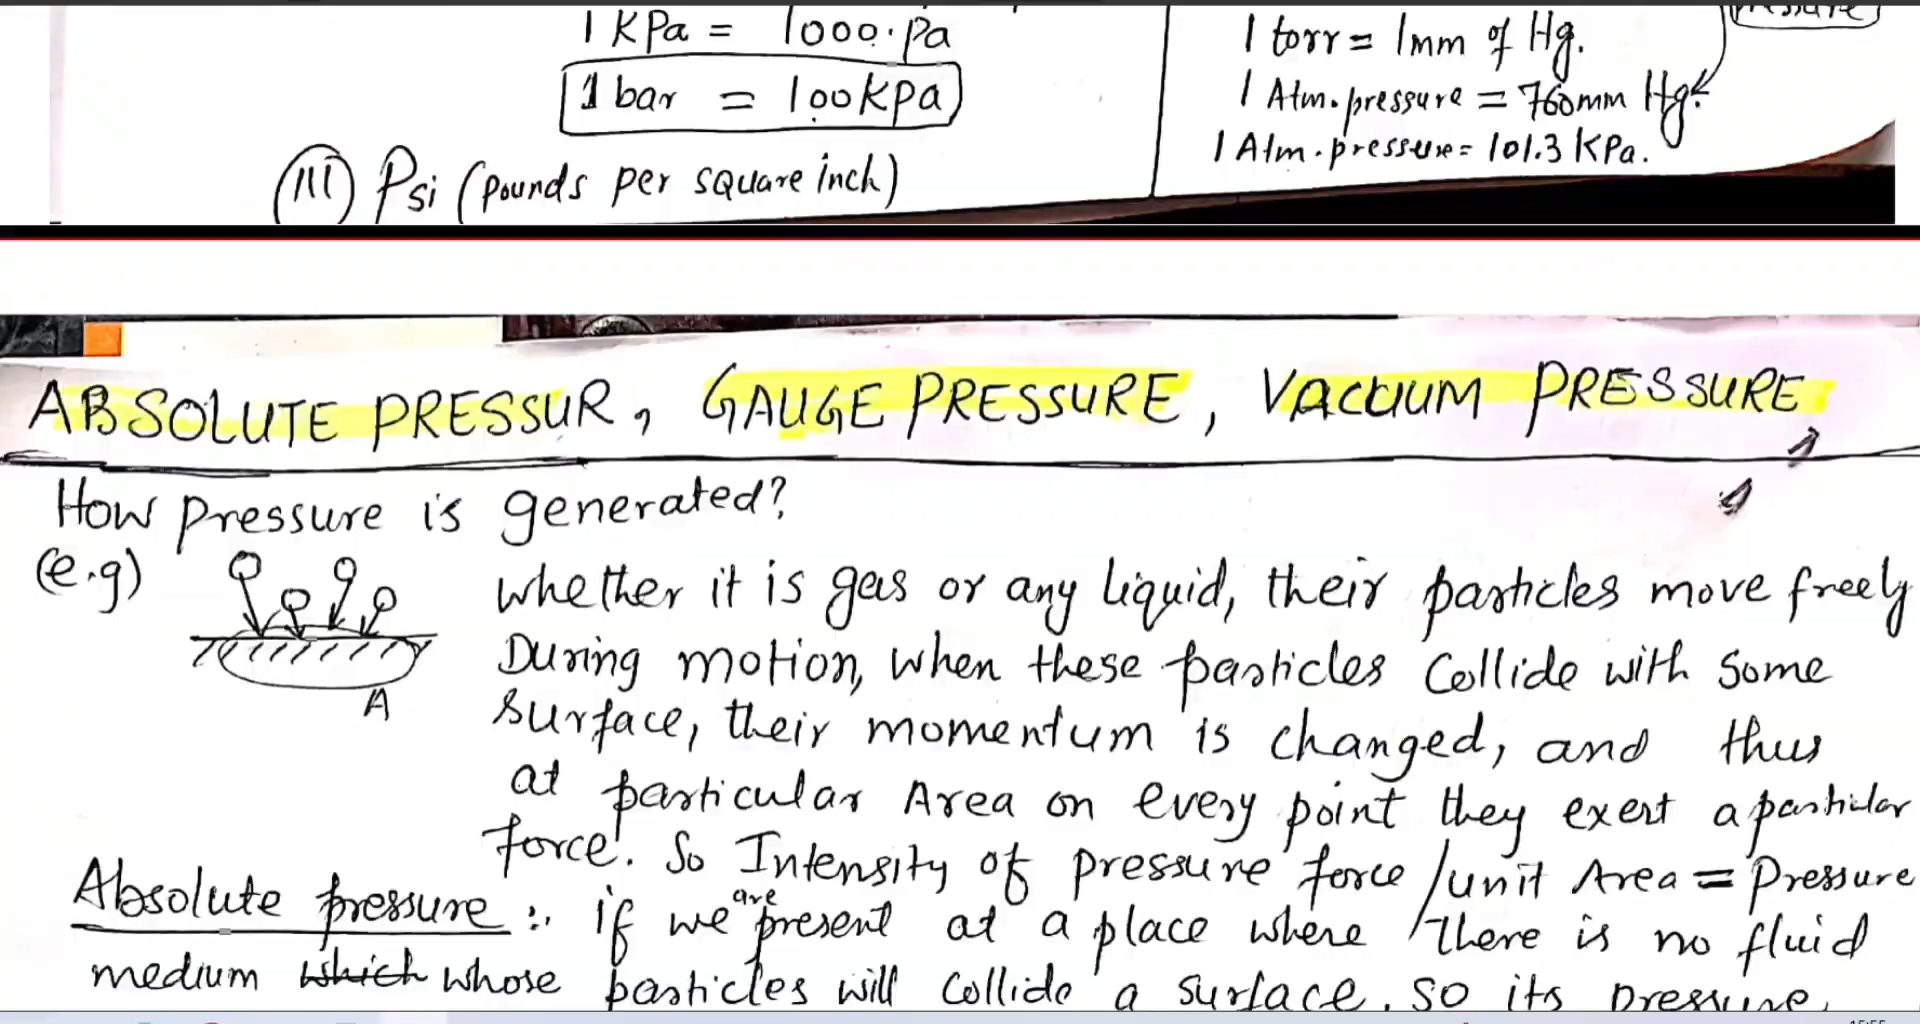 1 KPa = 1000.pa
1 bar = 100kpa
(III) Psi (pounds per square inch)
pressure
1 torr = 1mm of Hg.
1 Atm. pressure = 760mm Hg.
1 Atm. pressure = 101.3 KPa.
ABSOLUTE PRESSUR, GAUGE PRESSURE, VACUUM PRESSURE
How pressure is generated?
(e.g)
A
whether it is gas or any liquid, their particles move freely
During motion, when these particles Collide with some
surface, their momentum is changed, and thus
at particular Area on every point they exert a particular
force. So Intensity of pressure force /unit Area = Pressure
Absolute pressure :. if we are present at a place where there is no fluid
medium which whose particles will Collide a surface. so its pressure.